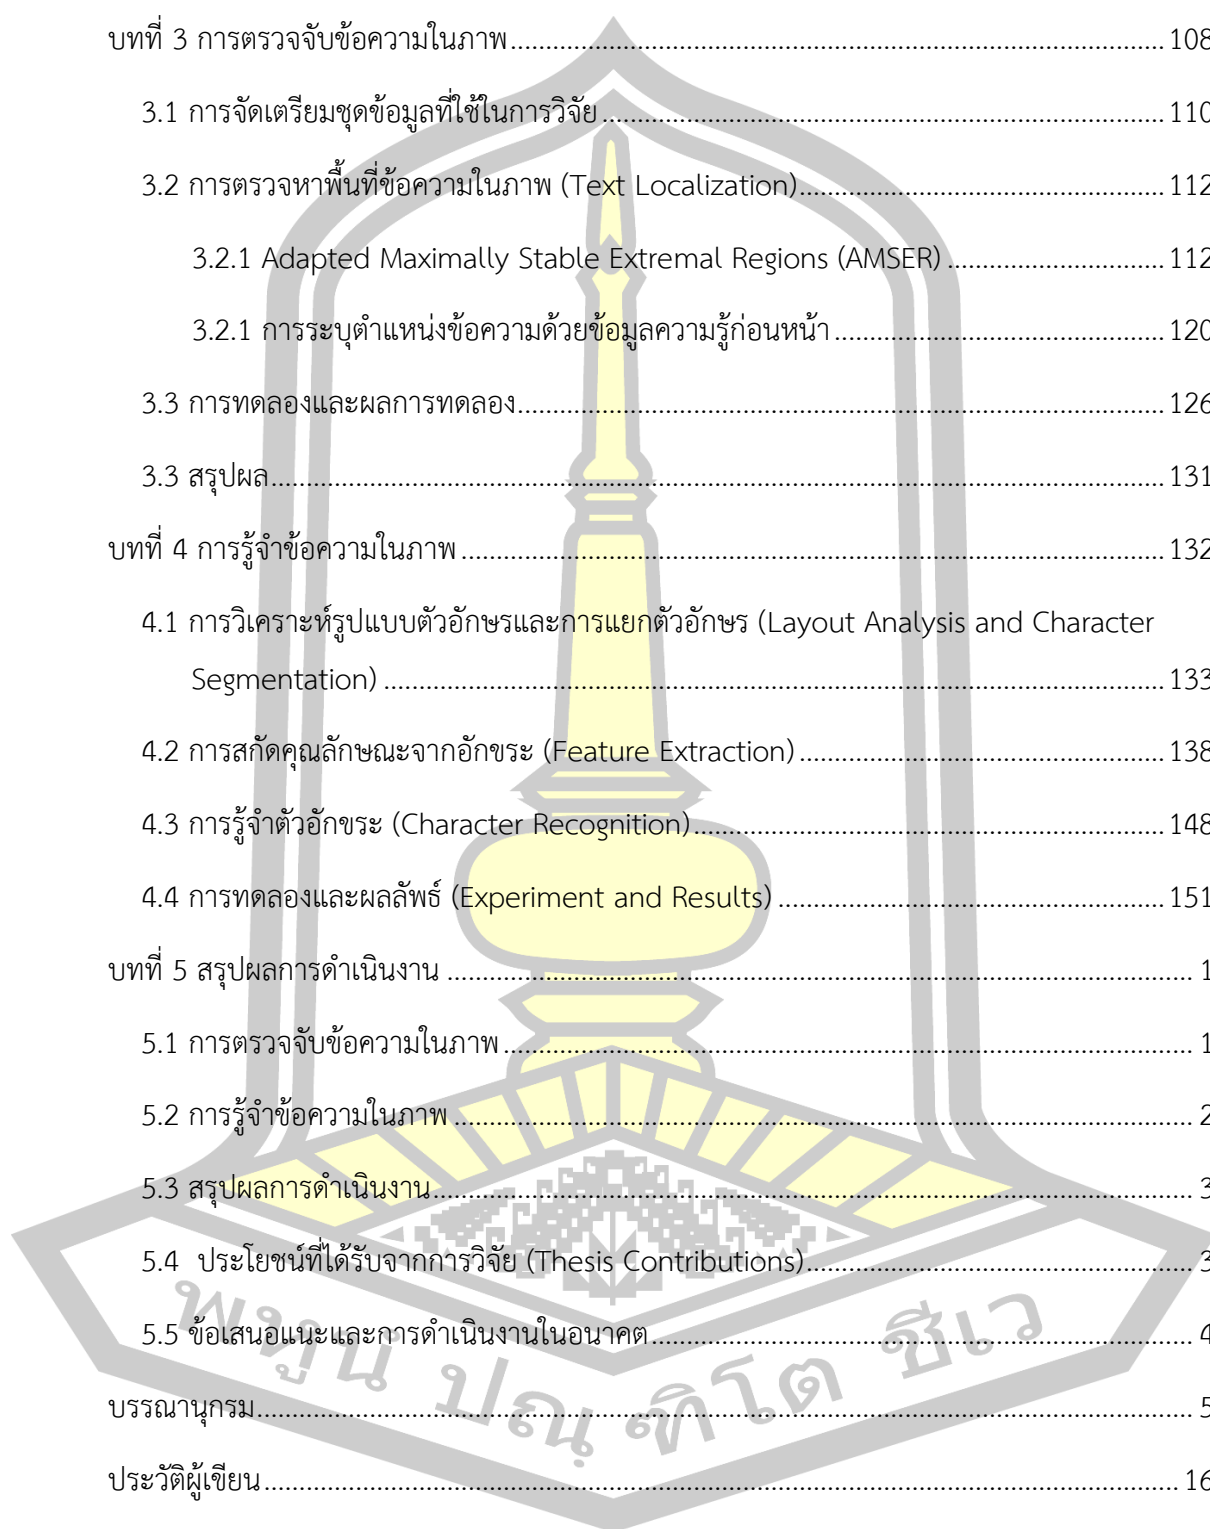 บทที่ 3 การตรวจจับข้อความในภาพ.......... 108
3.1 การจัดเตรียมชุดข้อมูลที่ใช้ในการวิจัย.......... 110
3.2 การตรวจหาพื้นที่ข้อความในภาพ (Text Localization).......... 112
3.2.1 Adapted Maximally Stable Extremal Regions (AMSER).......... 112
3.2.1 การระบุตำแหน่งข้อความด้วยข้อมูลความรู้ก่อนหน้า.......... 120
3.3 การทดลองและผลการทดลอง.......... 126
3.3 สรุปผล.......... 131
บทที่ 4 การรู้จำข้อความในภาพ.......... 132
4.1 การวิเคราะห์รูปแบบตัวอักษรและการแยกตัวอักษร (Layout Analysis and Character
Segmentation).......... 133
4.2 การสกัดคุณลักษณะจากอักขระ (Feature Extraction).......... 138
4.3 การรู้จำตัวอักขระ (Character Recognition).......... 148
4.4 การทดลองและผลลัพธ์ (Experiment and Results).......... 151
บทที่ 5 สรุปผลการดำเนินงาน.......... 1
5.1 การตรวจจับข้อความในภาพ.......... 1
5.2 การรู้จำข้อความในภาพ.......... 2
5.3 สรุปผลการดำเนินงาน.......... 3
5.4 ประโยชน์ที่ได้รับจากการวิจัย (Thesis Contributions).......... 3
5.5 ข้อเสนอแนะและการดำเนินงานในอนาคต.......... 4
บรรณานุกรม.......... 5
ประวัติผู้เขียน.......... 16
พหูนํ ปณฺฑิโต ชีเว